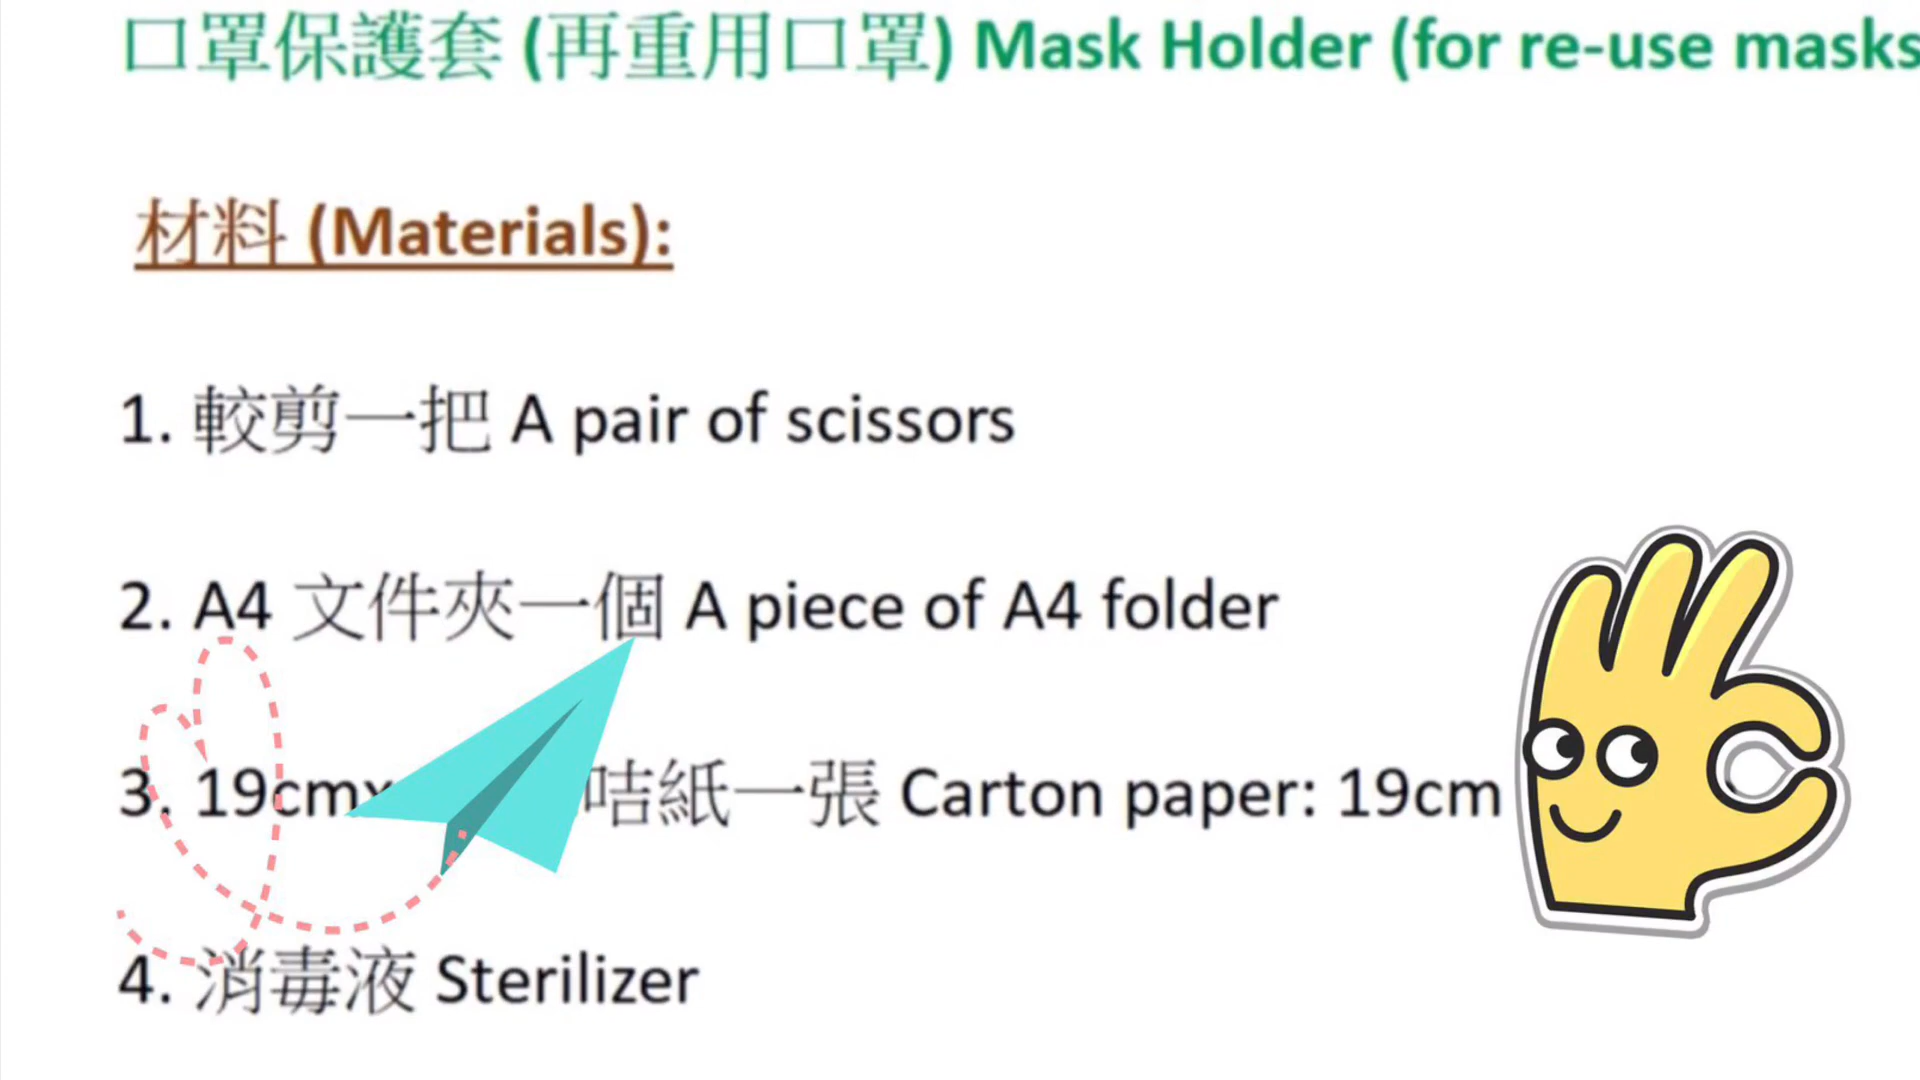 口罩保護套 (再重用口罩) Mask Holder (for re-use masks
材料 (Materials):
1. 較剪一把 A pair of scissors
2. A4 文件夾一個 A piece of A4 folder
3. 19cmx 咭紙一張 Carton paper: 19cm
4. 消毒液 Sterilizer